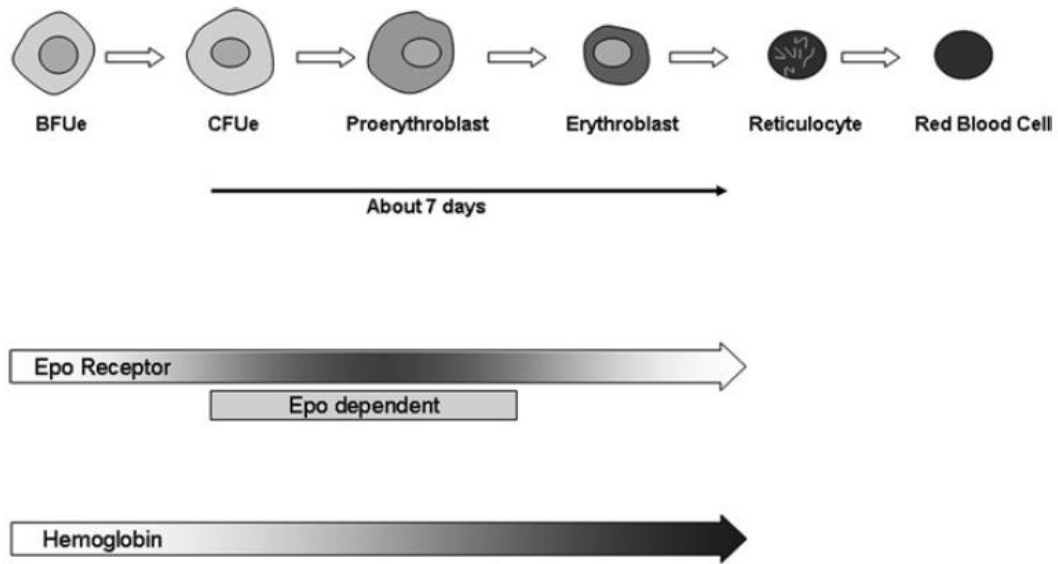 BFUe CFUe Proerythroblast Erythroblast Reticulocyte Red Blood Cell
About 7 days
Epo Receptor
Epo dependent
Hemoglobin